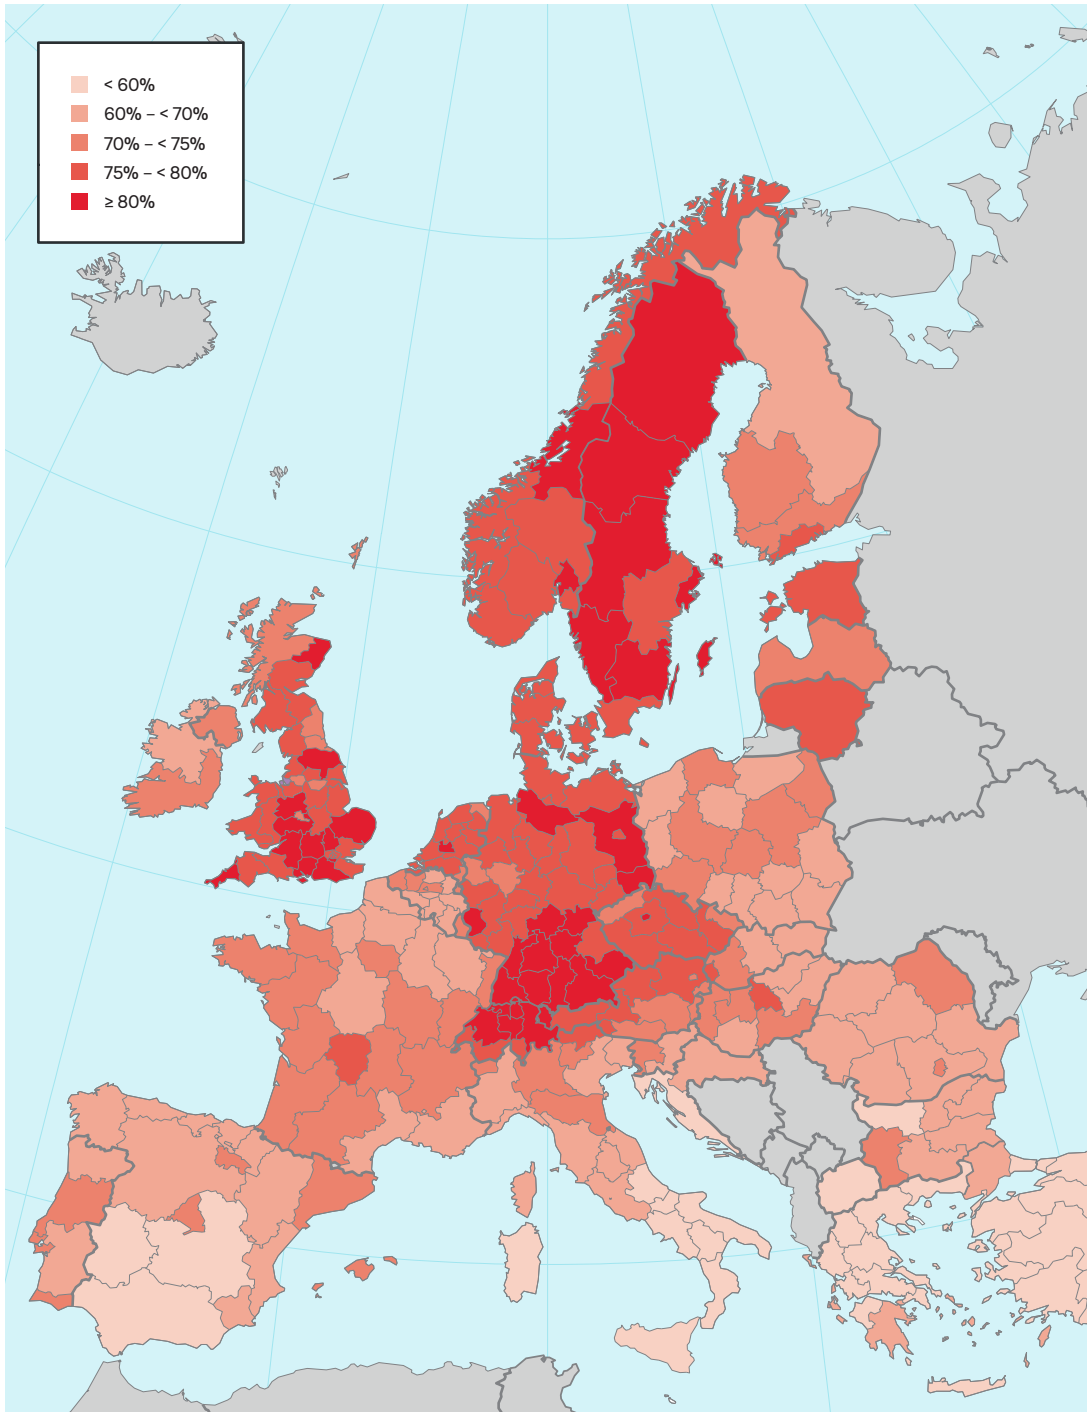 < 60%
60% – < 70%
70% – < 75%
75% – < 80%
≥ 80%